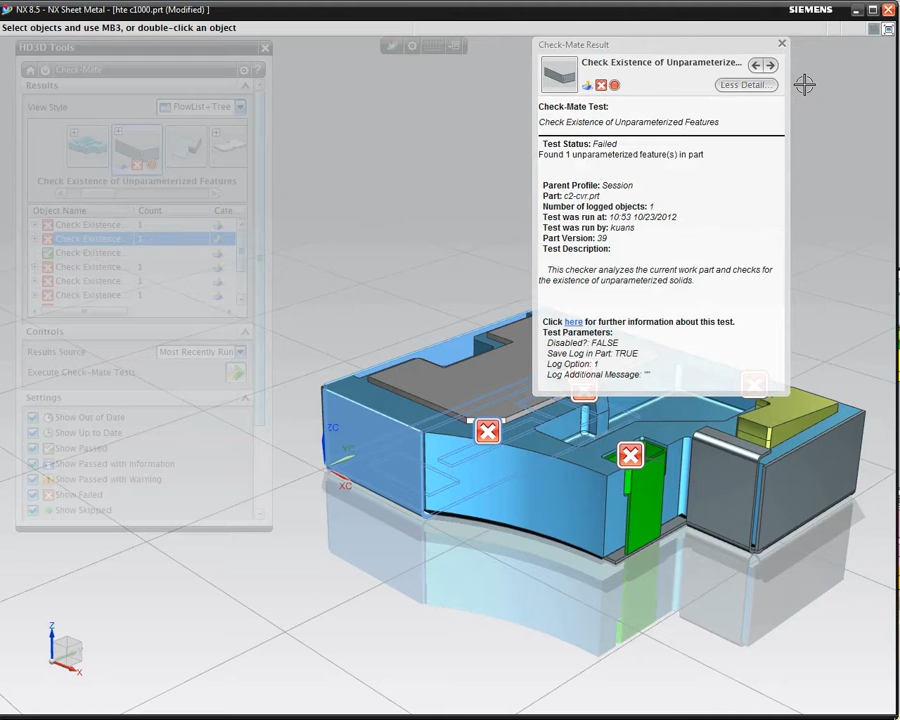 NX 8.5 - NX Sheet Metal - [hte c1000.prt (Modified) ]
SIEMENS
Select objects and use MB3, or double-click an object
HD3D Tools
Check-Mate
Results
View Style
FlowList+Tree
Check Existence of Unparameterized Features
Object Name Count Cate
Check Existence... 1
Check Existence... 1
Check Existence... 1
Check Existence... 1
Check Existence... 1
Check Existence... 1
Controls
Results Source
Most Recently Run
Execute Check-Mate Tests
Settings
Show Out of Date
Show Up to Date
Show Passed
Show Passed with Information
Show Passed with Warning
Show Failed
Show Skipped
Check-Mate Result
Check Existence of Unparameterize...
Less Detail...
Check-Mate Test:
Check Existence of Unparameterized Features
Test Status: Failed
Found 1 unparameterized feature(s) in part
Parent Profile: Session
Part: c2-cvr.prt
Number of logged objects: 1
Test was run at: 10:53 10/23/2012
Test was run by: kuans
Part Version: 39
Test Description:
This checker analyzes the current work part and checks for
the existence of unparameterized solids.
Click here for further information about this test.
Test Parameters:
Disabled?: FALSE
Save Log in Part: TRUE
Log Option: 1
Log Additional Message: ""
ZC
YC
XC
Z
X